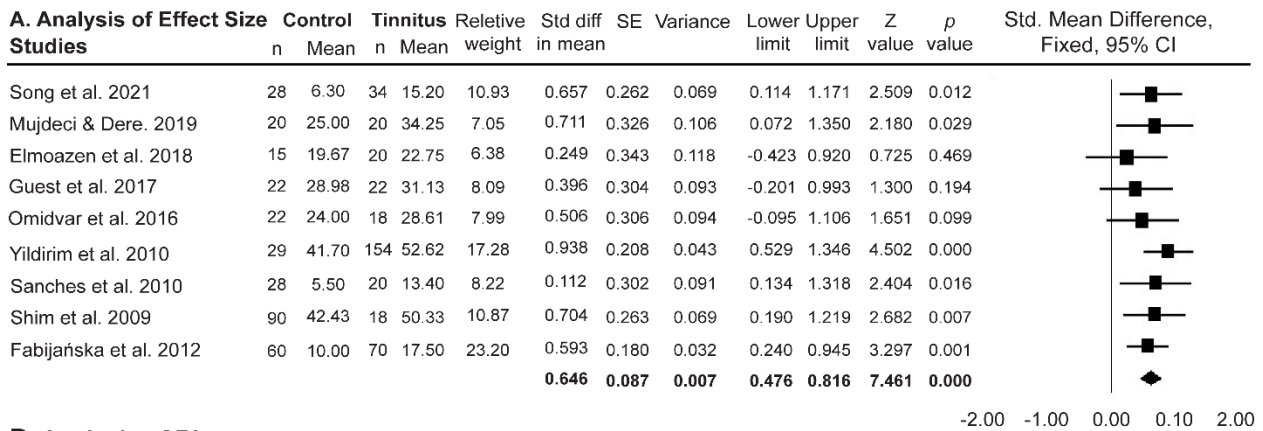 A. Analysis of Effect Size Control Tinnitus Reletive Std diff SE Variance Lower Upper Z p Std. Mean Difference,
Studies n Mean n Mean weight in mean limit limit value value Fixed, 95% CI
Song et al. 2021 28 6.30 34 15.20 10.93 0.657 0.262 0.069 0.114 1.171 2.509 0.012
Mujdeci & Dere. 2019 20 25.00 20 34.25 7.05 0.711 0.326 0.106 0.072 1.350 2.180 0.029
Elmoazen et al. 2018 15 19.67 20 22.75 6.38 0.249 0.343 0.118 -0.423 0.920 0.725 0.469
Guest et al. 2017 22 28.98 22 31.13 8.09 0.396 0.304 0.093 -0.201 0.993 1.300 0.194
Omidvar et al. 2016 22 24.00 18 28.61 7.99 0.506 0.306 0.094 -0.095 1.106 1.651 0.099
Yildirim et al. 2010 29 41.70 154 52.62 17.28 0.938 0.208 0.043 0.529 1.346 4.502 0.000
Sanches et al. 2010 28 5.50 20 13.40 8.22 0.112 0.302 0.091 0.134 1.318 2.404 0.016
Shim et al. 2009 90 42.43 18 50.33 10.87 0.704 0.263 0.069 0.190 1.219 2.682 0.007
Fabijańska et al. 2012 60 10.00 70 17.50 23.20 0.593 0.180 0.032 0.240 0.945 3.297 0.001
0.646 0.087 0.007 0.476 0.816 7.461 0.000
-2.00 -1.00 0.00 0.10 2.00